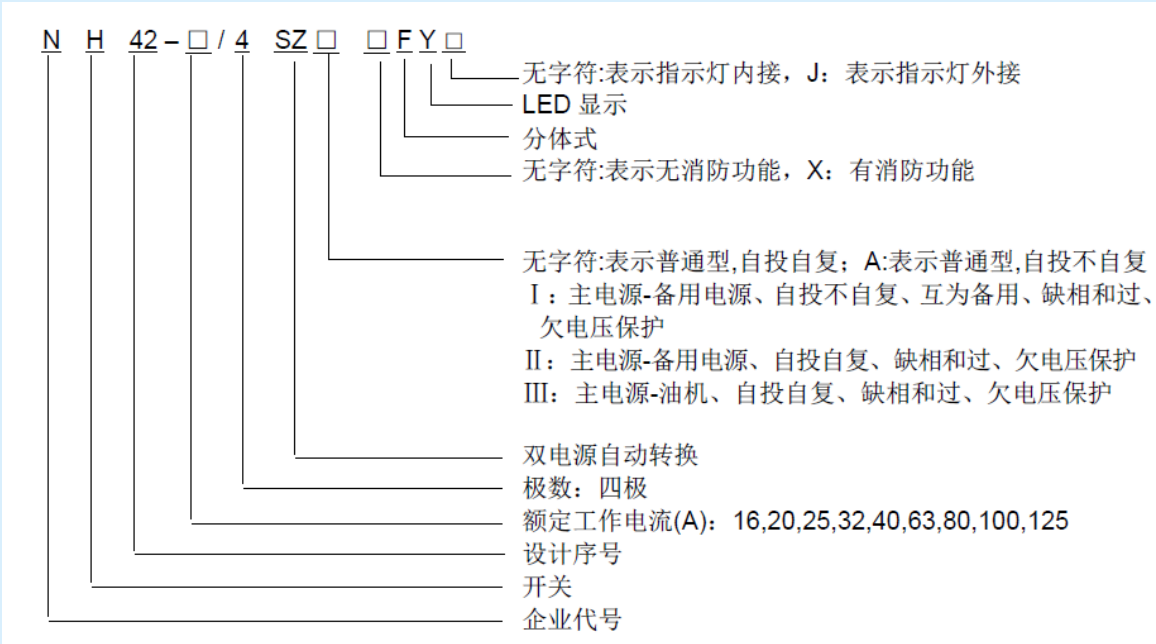 N H 42-□/4 SZ□ □FY□
无字符:表示指示灯内接，J：表示指示灯外接
LED 显示
分体式
无字符:表示无消防功能，X：有消防功能
无字符:表示普通型,自投自复；A:表示普通型,自投不自复
Ⅰ：主电源-备用电源、自投不自复、互为备用、缺相和过、
欠电压保护
Ⅱ：主电源-备用电源、自投自复、缺相和过、欠电压保护
Ⅲ：主电源-油机、自投自复、缺相和过、欠电压保护
双电源自动转换
极数：四极
额定工作电流(A)：16,20,25,32,40,63,80,100,125
设计序号
开关
企业代号